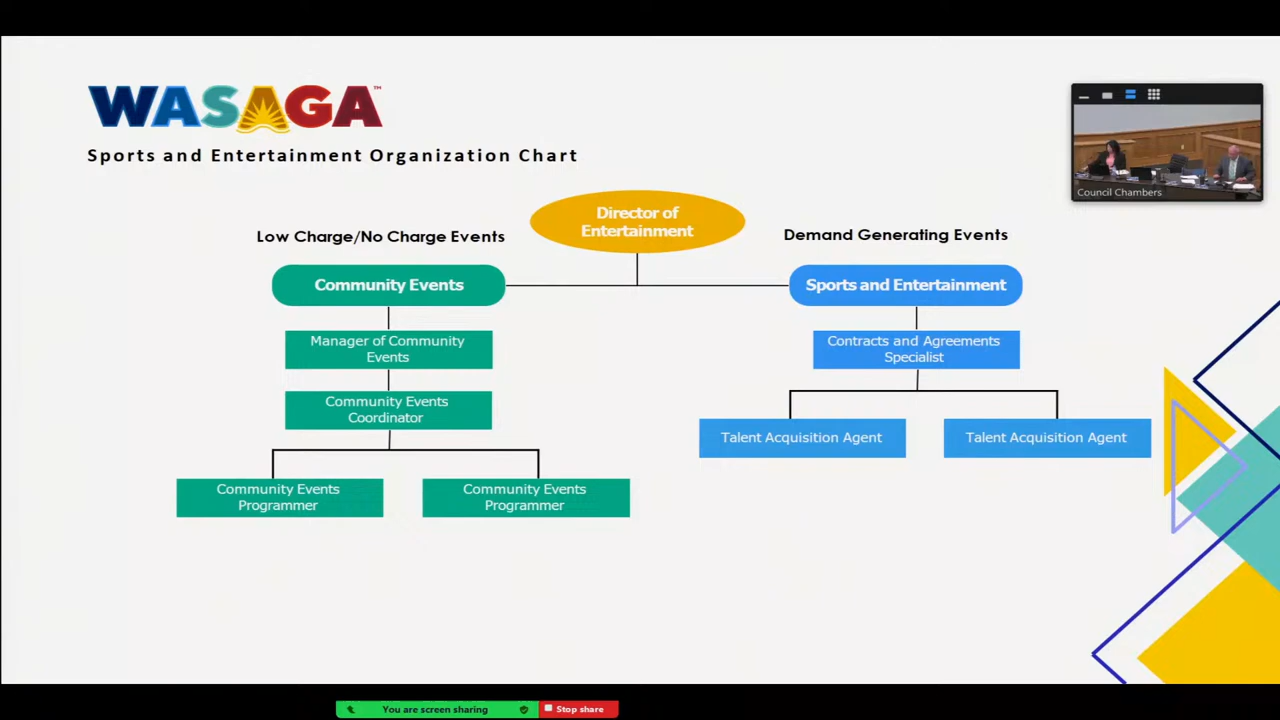 WASAGA™
Sports and Entertainment Organization Chart
Council Chambers
Director of
Entertainment
Low Charge/No Charge Events
Demand Generating Events
Community Events
Sports and Entertainment
Manager of Community
Events
Contracts and Agreements
Specialist
Community Events
Coordinator
Talent Acquisition Agent
Talent Acquisition Agent
Community Events
Programmer
Community Events
Programmer
You are screen sharing
Stop share